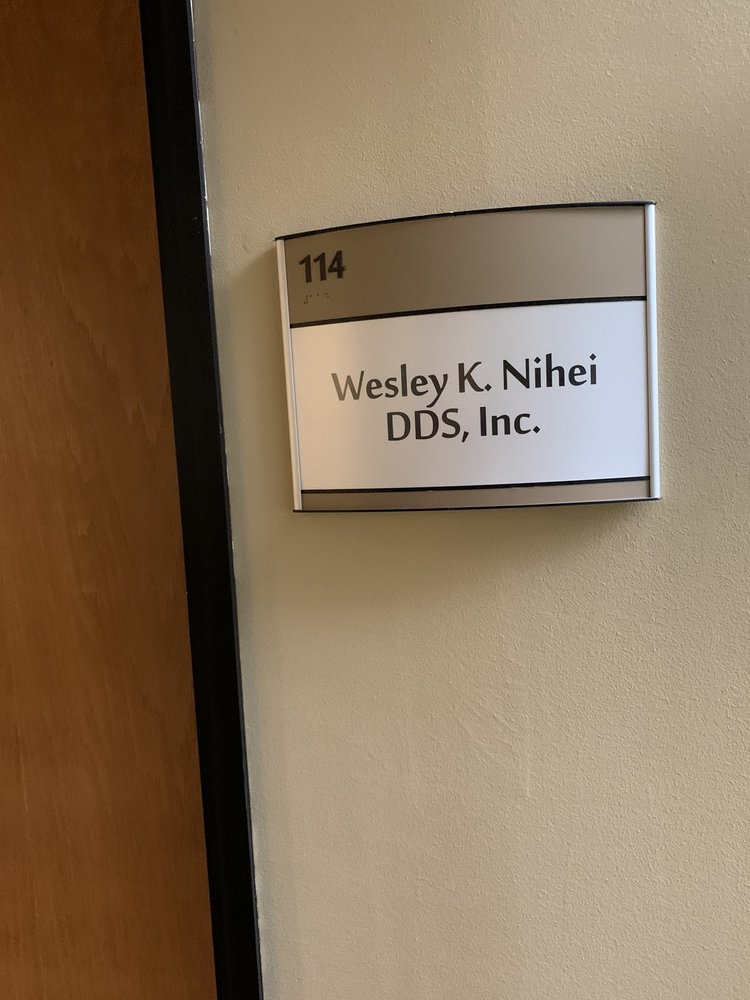 114
Wesley K. Nihei
DDS, Inc.